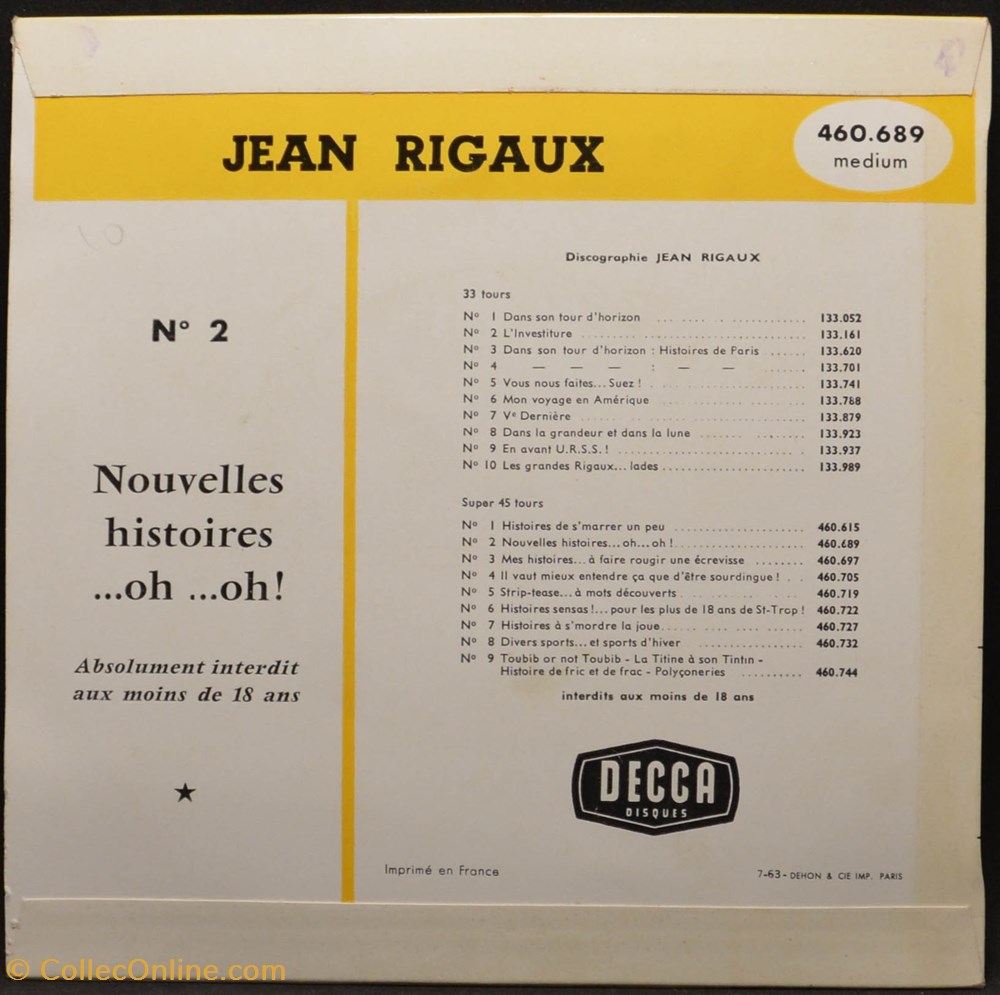 JEAN RIGAUX
460.689
medium
N° 2
Nouvelles
histoires
...oh ...oh!
Absolument interdit
aux moins de 18 ans
★
Discographie JEAN RIGAUX
33 tours
N° 1 Dans son tour d'horizon .... .... . ............ 133.052
N° 2 L'Investiture .................................... 133.161
N° 3 Dans son tour d'horizon : Histoires de Paris ...... 133.620
N° 4 — — — : — — ...... 133.701
N° 5 Vous nous faites... Suez ! . ......................... 133.741
N° 6 Mon voyage en Amérique ......................... 133.788
N° 7 Ve Dernière .................................... 133.879
N° 8 Dans la grandeur et dans la lune ....... ..., ....... 133.923
N° 9 En avant U.R.S.S. ! ......................... . 133.937
N° 10 Les grandes Rigaux... lades ....................... 133.989
Super 45 tours
N° 1 Histoires de s'marrer un peu ...................... 460.615
N° 2 Nouvelles histoires... oh... oh ! ...................... 460.689
N° 3 Mes histoires... à faire rougir une écrevisse ........ 460.697
N° 4 Il vaut mieux entendre ça que d'être sourdingue ! . . 460.705
N° 5 Strip-tease... à mots découverts . ......... . ..... 460.719
N° 6 Histoires sensas !... pour les plus de 18 ans de St-Trop ! 460.722
N° 7 Histoires à s'mordre la joue..... .... .... ...... 460.727
N° 8 Divers sports... et sports d'hiver .................. 460.732
N° 9 Toubib or not Toubib - La Titine à son Tintin -
Histoire de fric et de frac - Polyçoneries .......... 460.744
interdits aux moins de 18 ans
DECCA
DISQUES
Imprimé en France
7-63 - DEHON & CIE IMP. PARIS
© CollecOnline.com